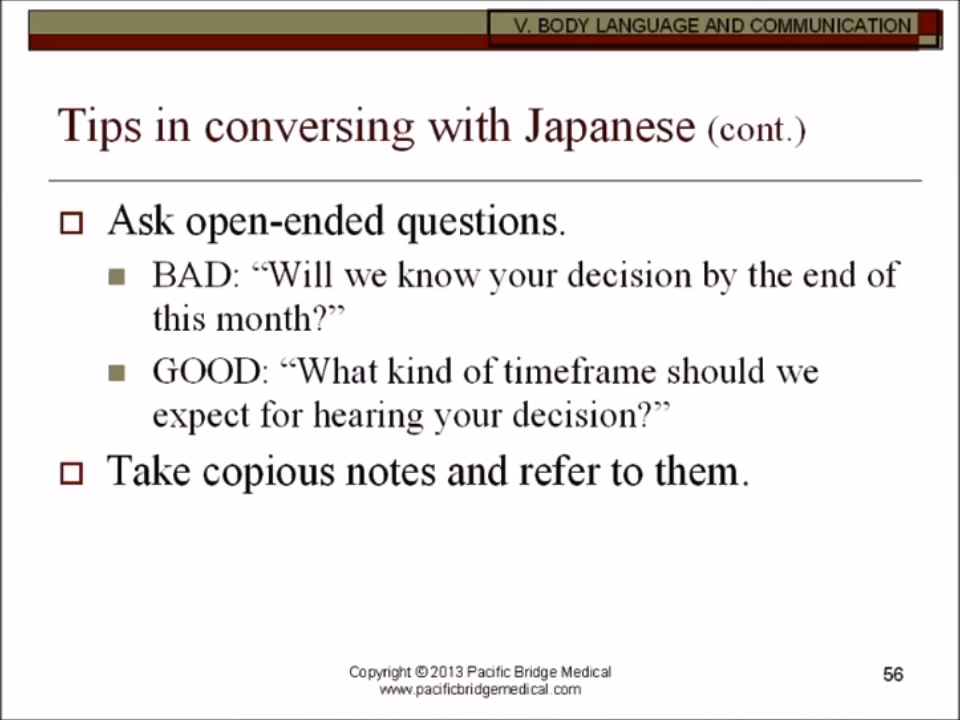 V. BODY LANGUAGE AND COMMUNICATION
Tips in conversing with Japanese (cont.)
Ask open-ended questions.
BAD: “Will we know your decision by the end of
this month?”
GOOD: “What kind of timeframe should we
expect for hearing your decision?”
Take copious notes and refer to them.
Copyright © 2013 Pacific Bridge Medical
www.pacificbridgemedical.com
56